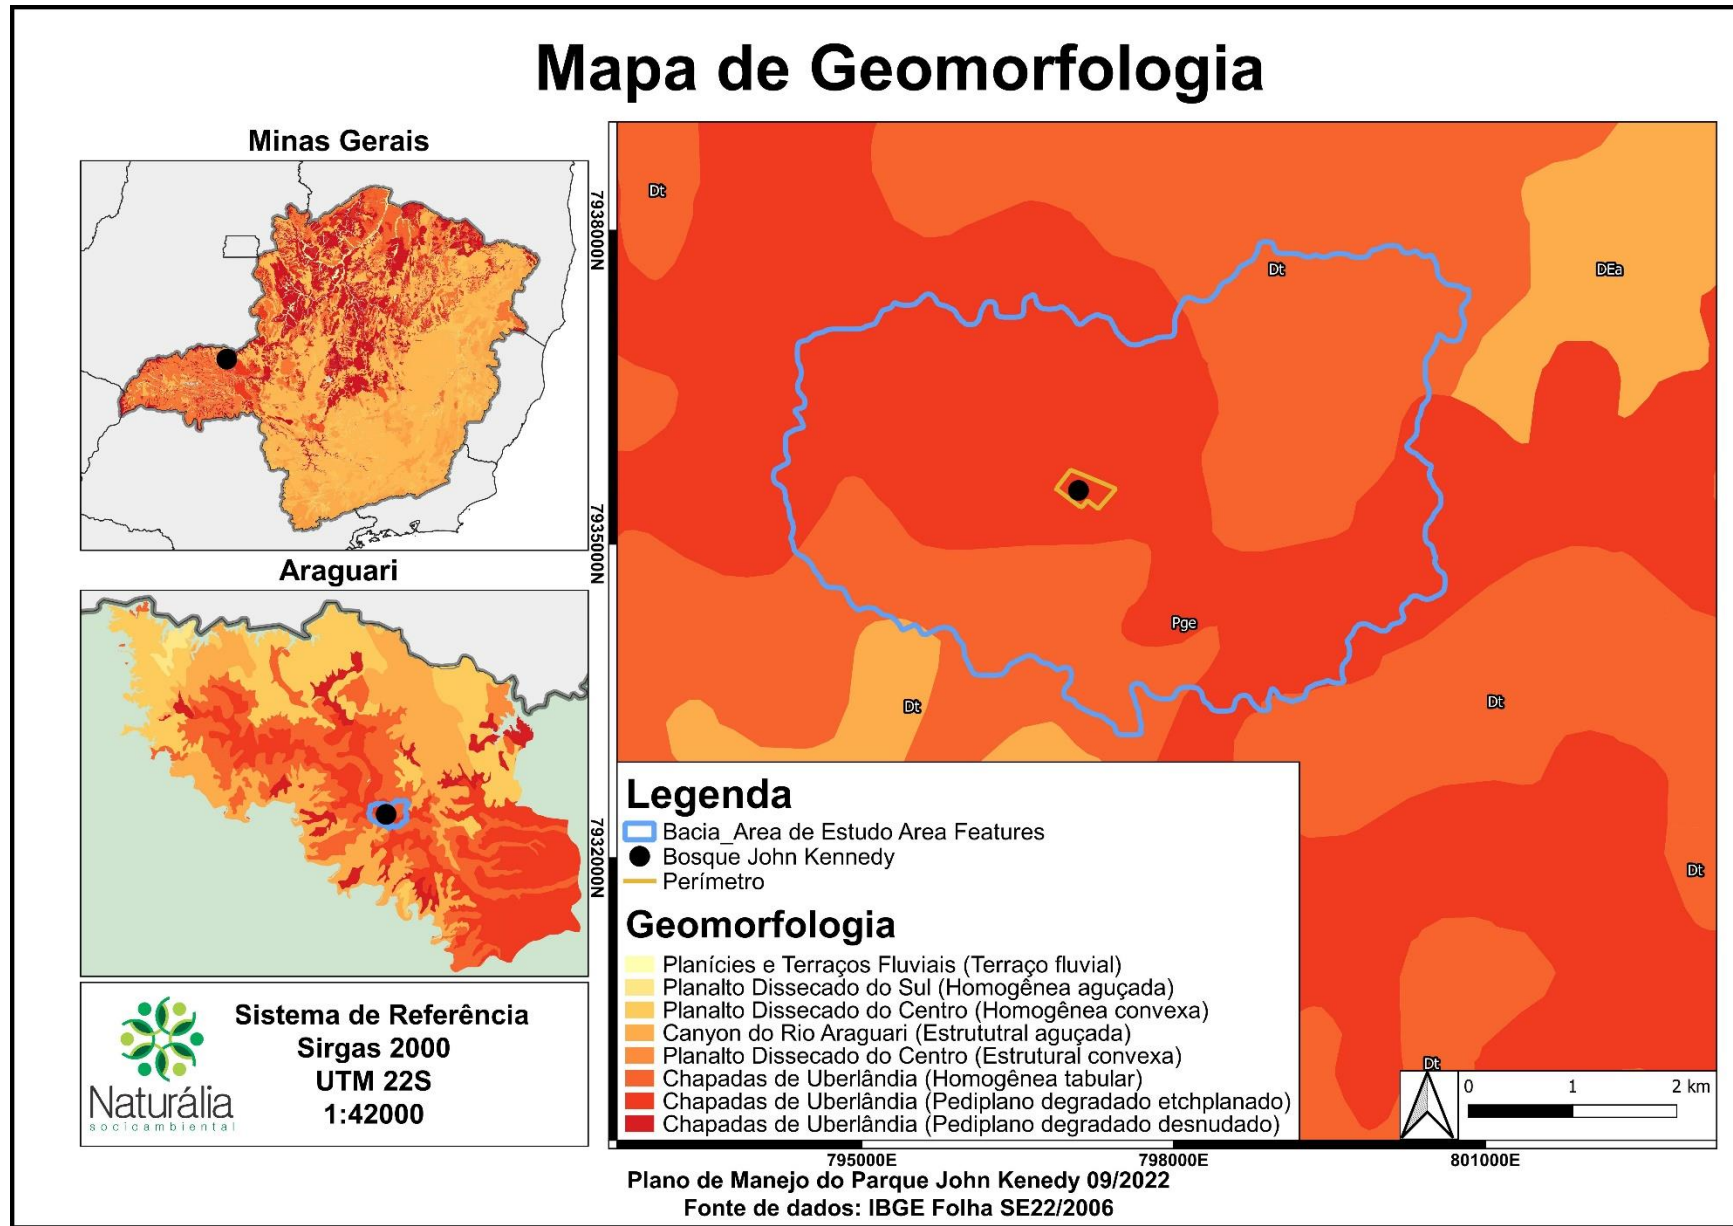 Mapa de Geomorfologia
Minas Gerais
Araguari
Sistema de Referência
Sirgas 2000
UTM 22S
1:42000
Naturália
socioambiental
7938000N
7935000N
7932000N
Dt
Dt
DEa
Pge
Dt
Dt
Dt
Dt
Legenda
Bacia_Area de Estudo Area Features
Bosque John Kennedy
Perímetro
Geomorfologia
Planícies e Terraços Fluviais (Terraço fluvial)
Planalto Dissecado do Sul (Homogênea aguçada)
Planalto Dissecado do Centro (Homogênea convexa)
Canyon do Rio Araguari (Estrututral aguçada)
Planalto Dissecado do Centro (Estrutural convexa)
Chapadas de Uberlândia (Homogênea tabular)
Chapadas de Uberlândia (Pediplano degradado etchplanado)
Chapadas de Uberlândia (Pediplano degradado desnudado)
0 1 2 km
795000E 798000E 801000E
Plano de Manejo do Parque John Kenedy 09/2022
Fonte de dados: IBGE Folha SE22/2006